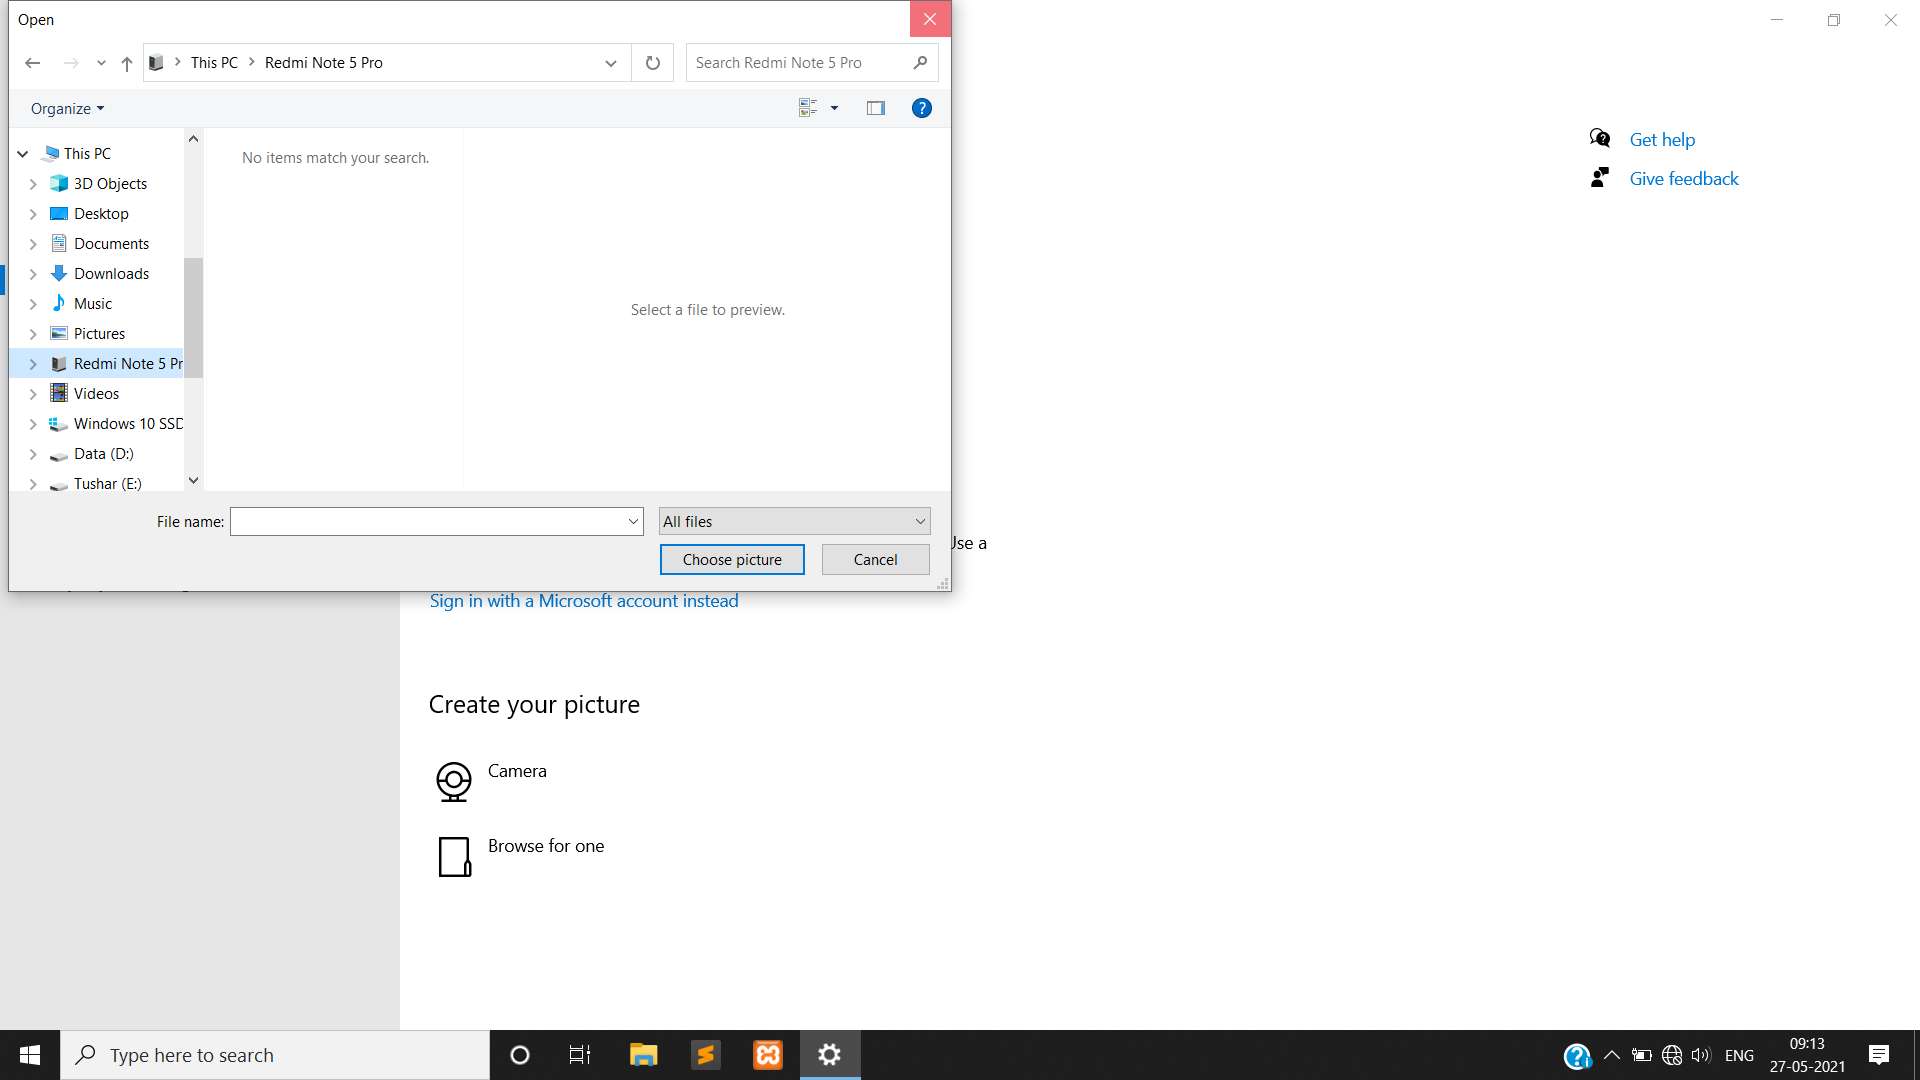 Open
This PC
Redmi Note 5 Pro
Search Redmi Note 5 Pro
Organize
This PC
3D Objects
Desktop
Documents
Downloads
Music
Pictures
Redmi Note 5 Pr
Videos
Windows 10 SSD
Data (D:)
Tushar (E:)
No items match your search.
Select a file to preview.
File name:
All files
Choose picture
Cancel
Get help
Give feedback
Use a
Sign in with a Microsoft account instead
Create your picture
Camera
Browse for one
Type here to search
ENG
09:13
27-05-2021